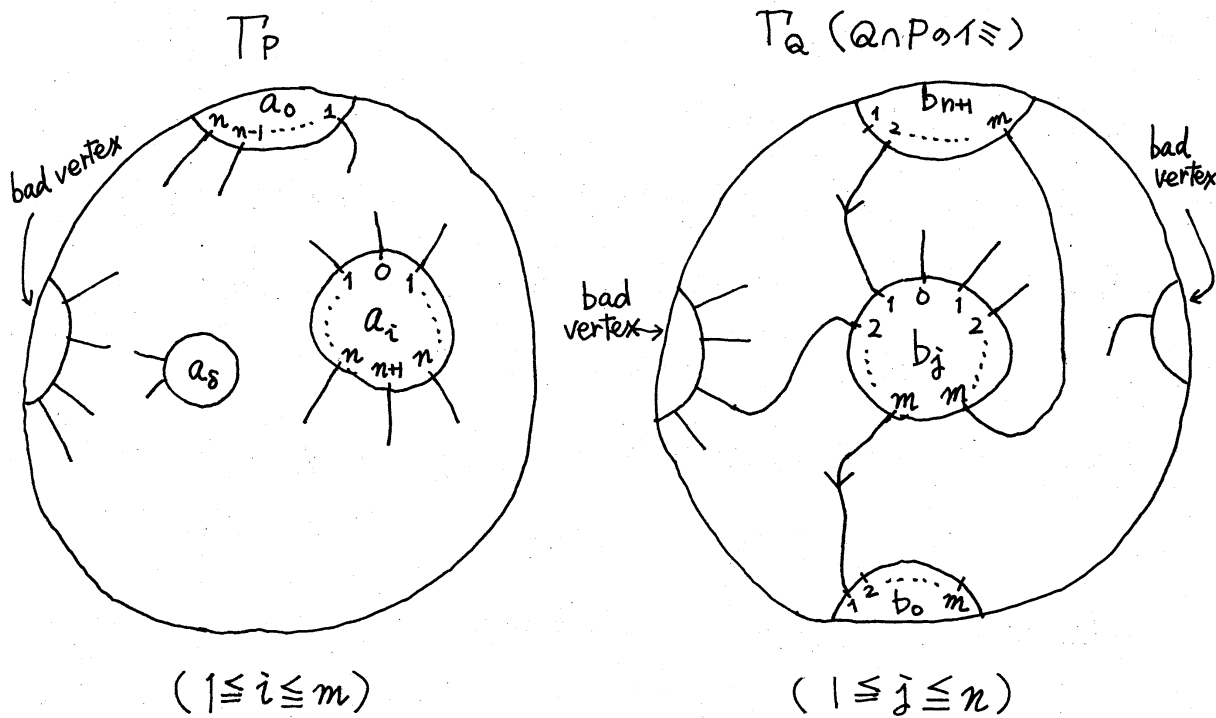 Γ_P
a_0
n n-1 ...... 1
bad vertex
1 0 1
a_i
n n+1 n
a_δ
(1 ≦ i ≦ m)
Γ_Q (Q∩Pのイミ)
b_{n+1}
1 2 ...... m
bad vertex
bad vertex
1 0 1
2 2
b_j
m m
1 2 ...... m
b_0
(1 ≦ j ≦ n)